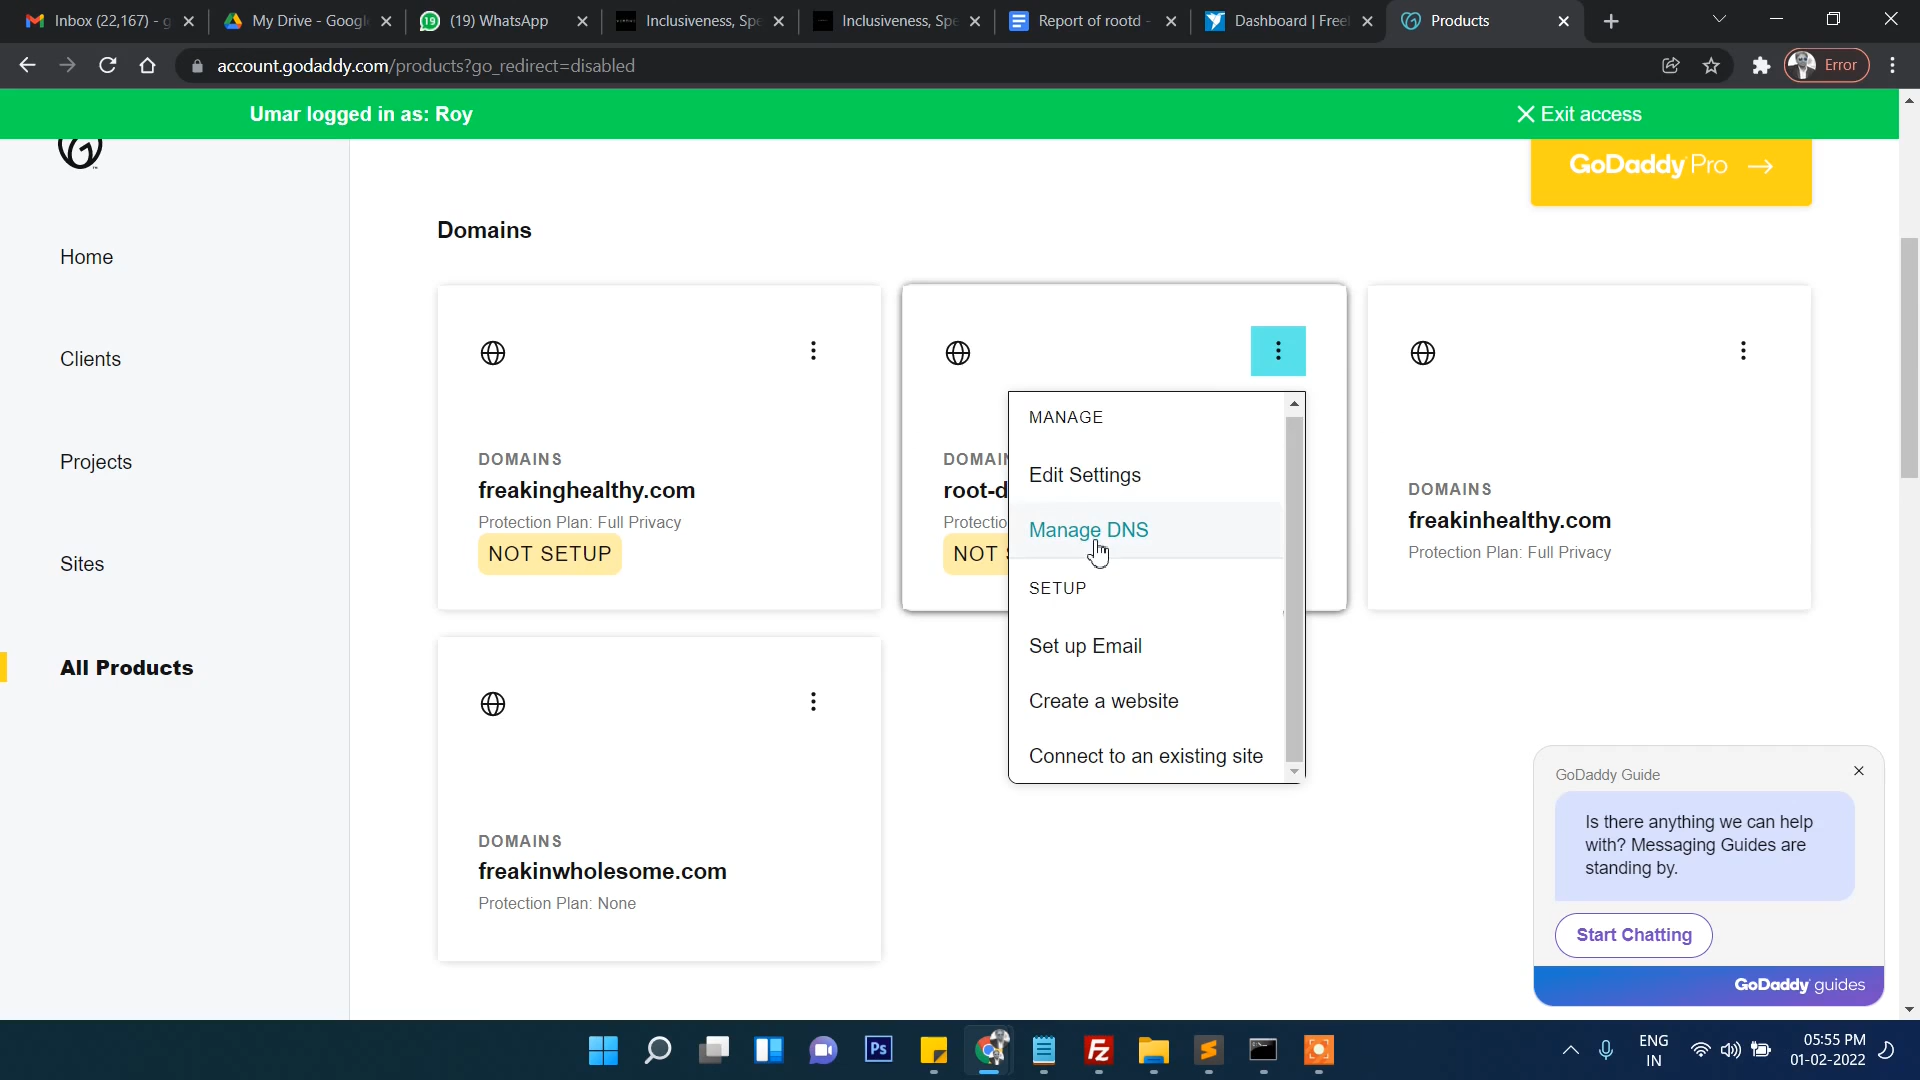 Inbox (22,167) - g
My Drive - Google
(19) WhatsApp
Inclusiveness, Spe
Inclusiveness, Spe
Report of rootd -
Dashboard | Freel
Products
account.godaddy.com/products?go_redirect=disabled
Error
Umar logged in as: Roy
Exit access
GoDaddy Pro →
Home
Clients
Projects
Sites
All Products
Domains
DOMAINS
freakinghealthy.com
Protection Plan: Full Privacy
NOT SETUP
DOMAIN
root-d
Protectio
NOT S
MANAGE
Edit Settings
Manage DNS
SETUP
Set up Email
Create a website
Connect to an existing site
DOMAINS
freakinhealthy.com
Protection Plan: Full Privacy
DOMAINS
freakinwholesome.com
Protection Plan: None
GoDaddy Guide
Is there anything we can help
with? Messaging Guides are
standing by.
Start Chatting
GoDaddy guides
Ps
Fz
ENG
IN
05:55 PM
01-02-2022